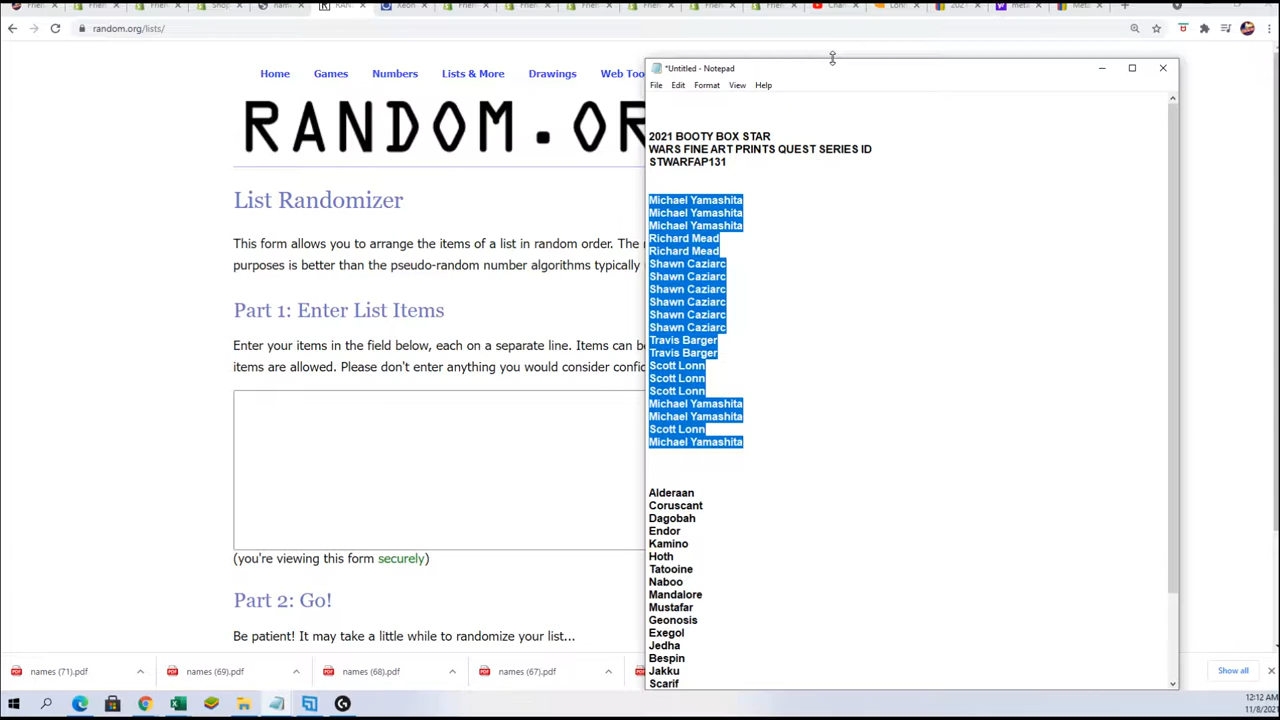 random.org/lists/
Home
Games
Numbers
Lists & More
Drawings
Web Too
RANDOM.OR
List Randomizer
This form allows you to arrange the items of a list in random order. The
purposes is better than the pseudo-random number algorithms typically
Part 1: Enter List Items
Enter your items in the field below, each on a separate line. Items can b
items are allowed. Please don't enter anything you would consider confi
(you're viewing this form securely)
Part 2: Go!
Be patient! It may take a little while to randomize your list...
*Untitled - Notepad
File Edit Format View Help
2021 BOOTY BOX STAR
WARS FINE ART PRINTS QUEST SERIES ID
STWARFAP131
Michael Yamashita
Michael Yamashita
Michael Yamashita
Richard Mead
Richard Mead
Shawn Caziarc
Shawn Caziarc
Shawn Caziarc
Shawn Caziarc
Shawn Caziarc
Shawn Caziarc
Travis Barger
Travis Barger
Scott Lonn
Scott Lonn
Scott Lonn
Michael Yamashita
Michael Yamashita
Scott Lonn
Michael Yamashita
Alderaan
Coruscant
Dagobah
Endor
Kamino
Hoth
Tatooine
Naboo
Mandalore
Mustafar
Geonosis
Exegol
Jedha
Bespin
Jakku
Scarif
names (71).pdf
names (69).pdf
names (68).pdf
names (67).pdf
Show all
12:12 AM
11/8/2021